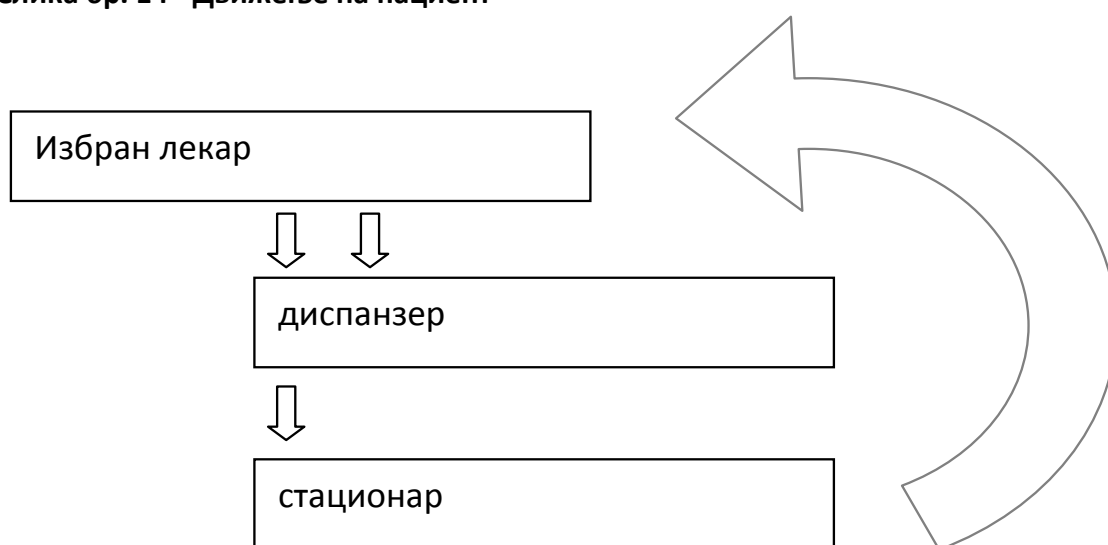 Избран лекар
диспанзер
стационар